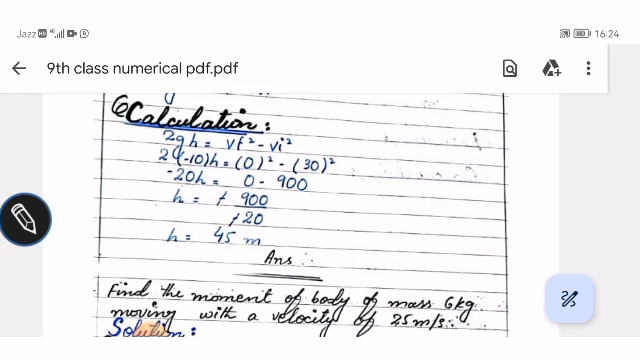 Jazz 16:24
9th class numerical pdf.pdf
Calculation:
2gh = vf² - vi²
2(-10)h = (0)² - (30)²
-20h = 0 - 900
h = +900
+20
h = 45 m
Ans
Find the moment of body of mass 6kg
moving with a velocity of 25m/s.
Solution: